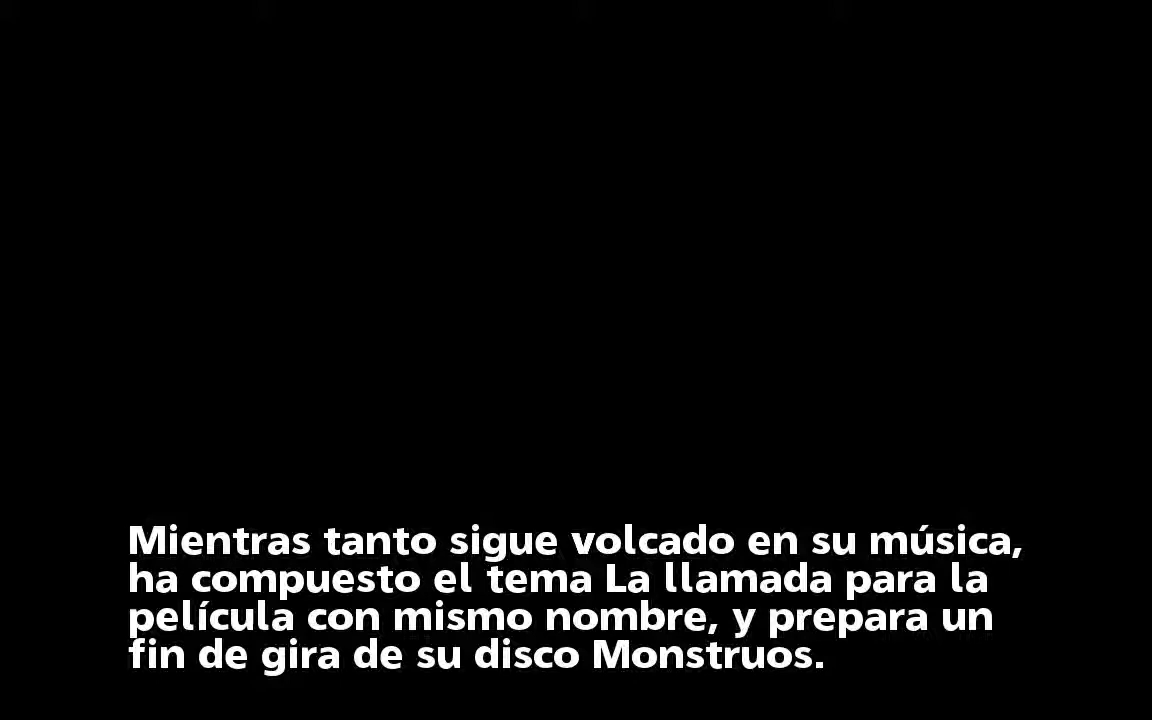 Mientras tanto sigue volcado en su música,
ha compuesto el tema La llamada para la
película con mismo nombre, y prepara un
fin de gira de su disco Monstruos.